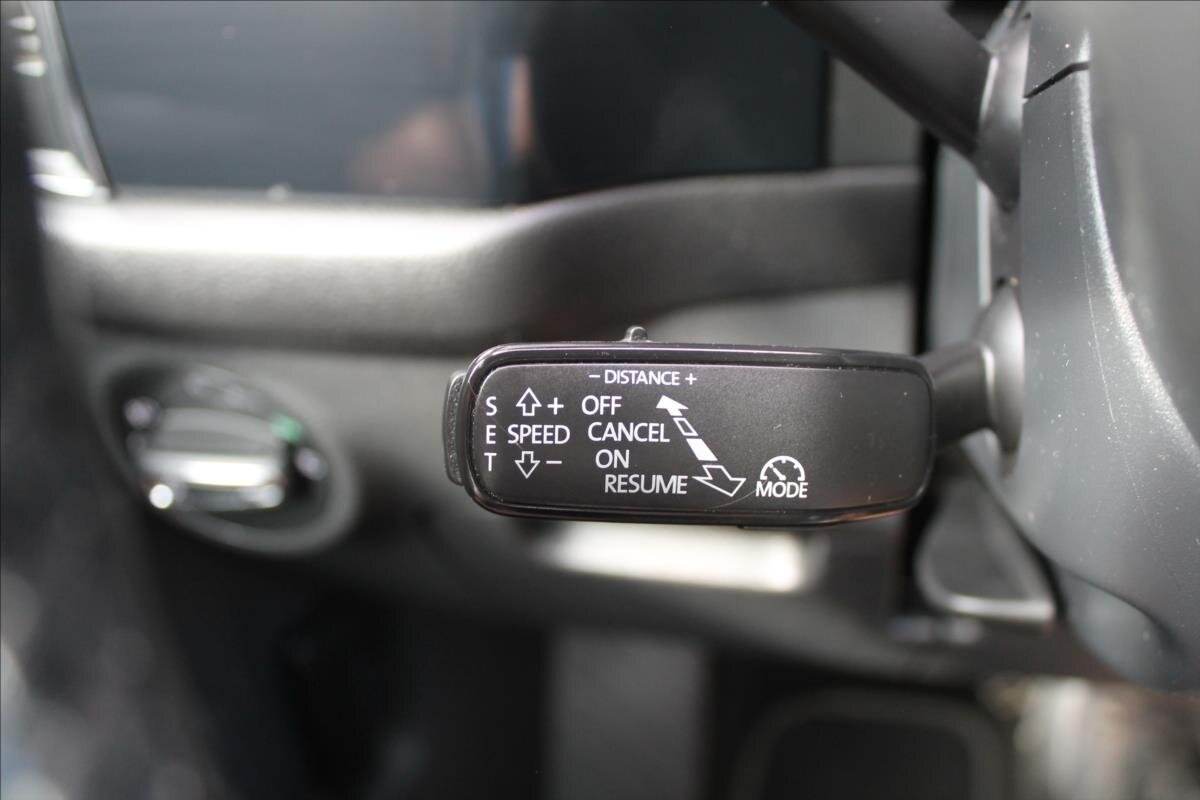 – DISTANCE +
S + OFF
E SPEED CANCEL
T – ON
RESUME
MODE